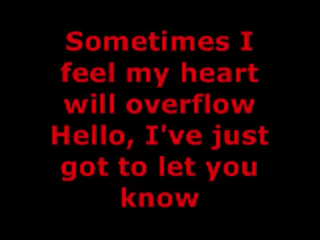 Sometimes I
feel my heart
will overflow
Hello, I've just
got to let you
know